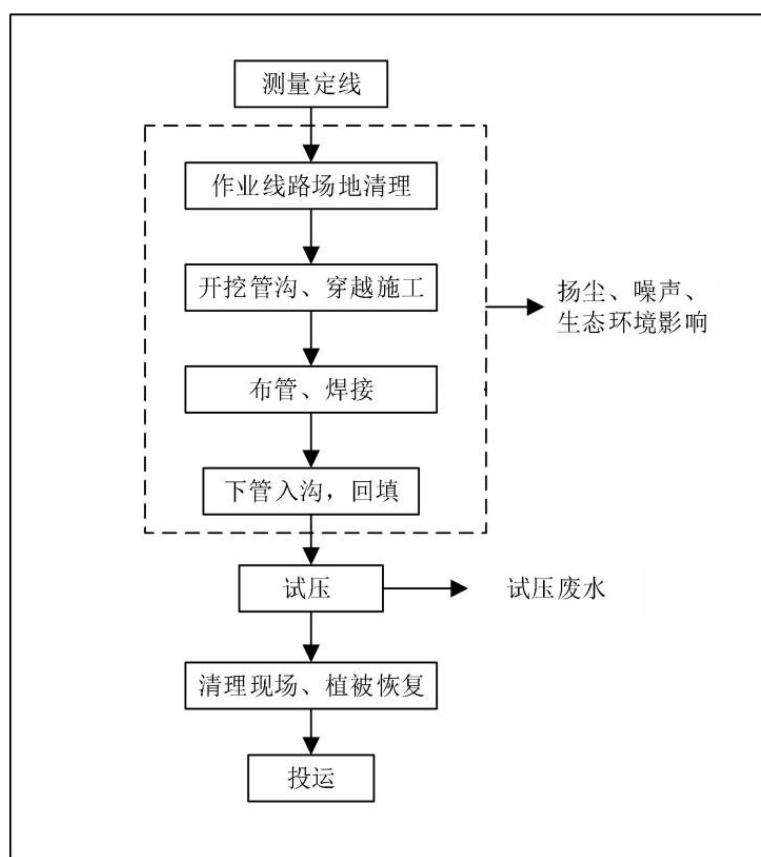 测量定线
作业线路场地清理
开挖管沟、穿越施工
扬尘、噪声、
生态环境影响
布管、焊接
下管入沟，回填
试压
试压废水
清理现场、植被恢复
投运